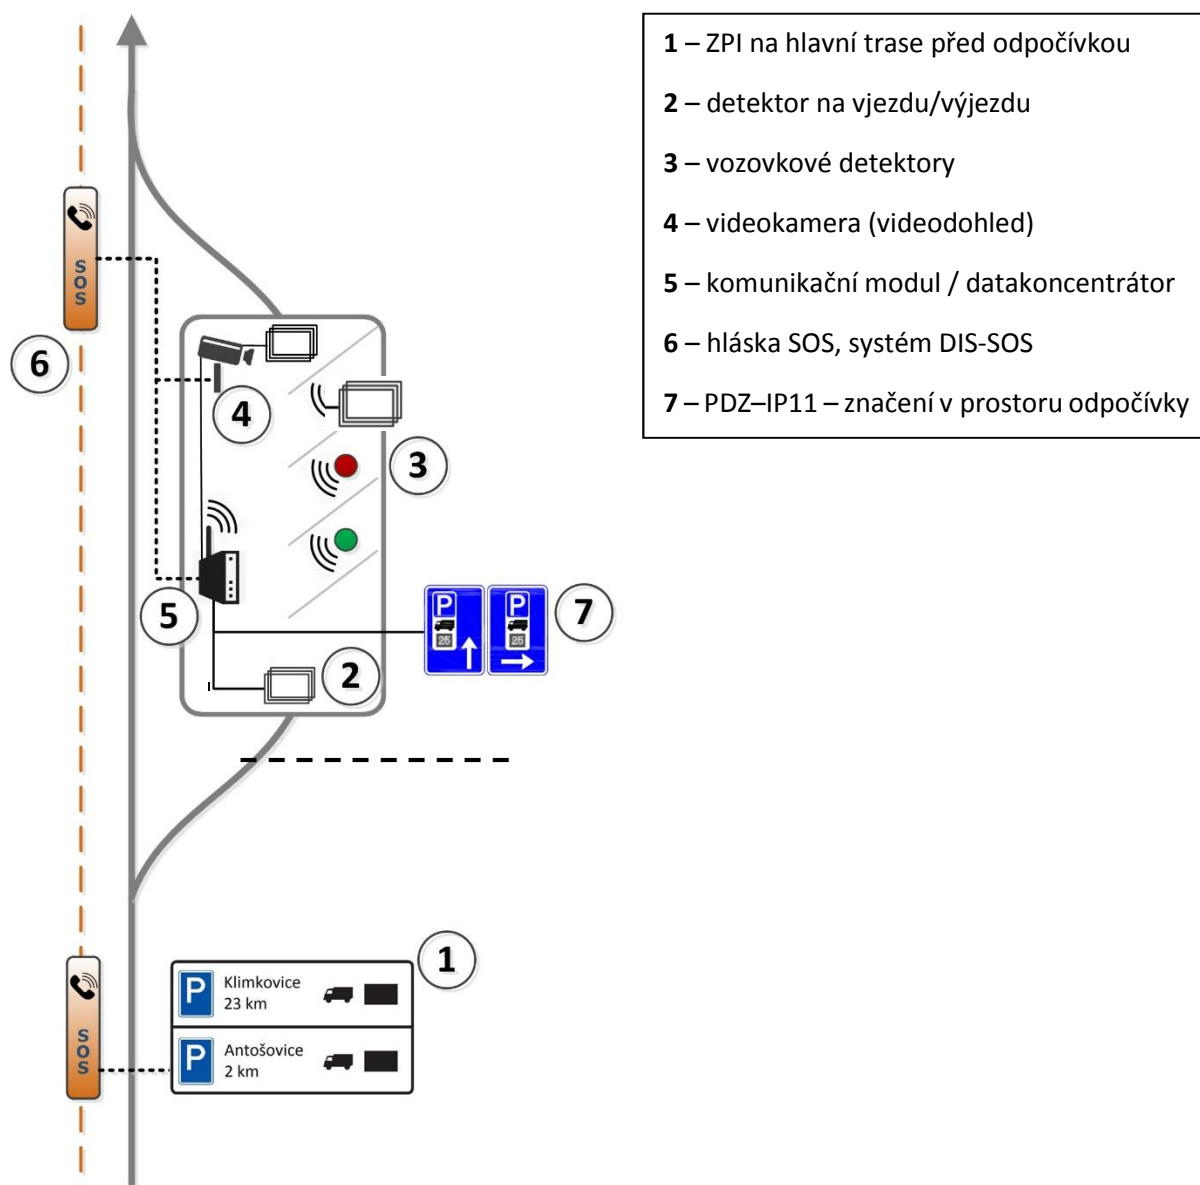 1 – ZPI na hlavní trase před odpočívkou
2 – detektor na vjezdu/výjezdu
3 – vozovkové detektory
4 – videokamera (videodohled)
5 – komunikační modul / datakoncentrátor
6 – hláska SOS, systém DIS-SOS
7 – PDZ–IP11 – značení v prostoru odpočívky
SOS
6
4
3
5
P
25
P
25
7
2
1
P
Klimkovice
23 km
P
Antošovice
2 km
SOS